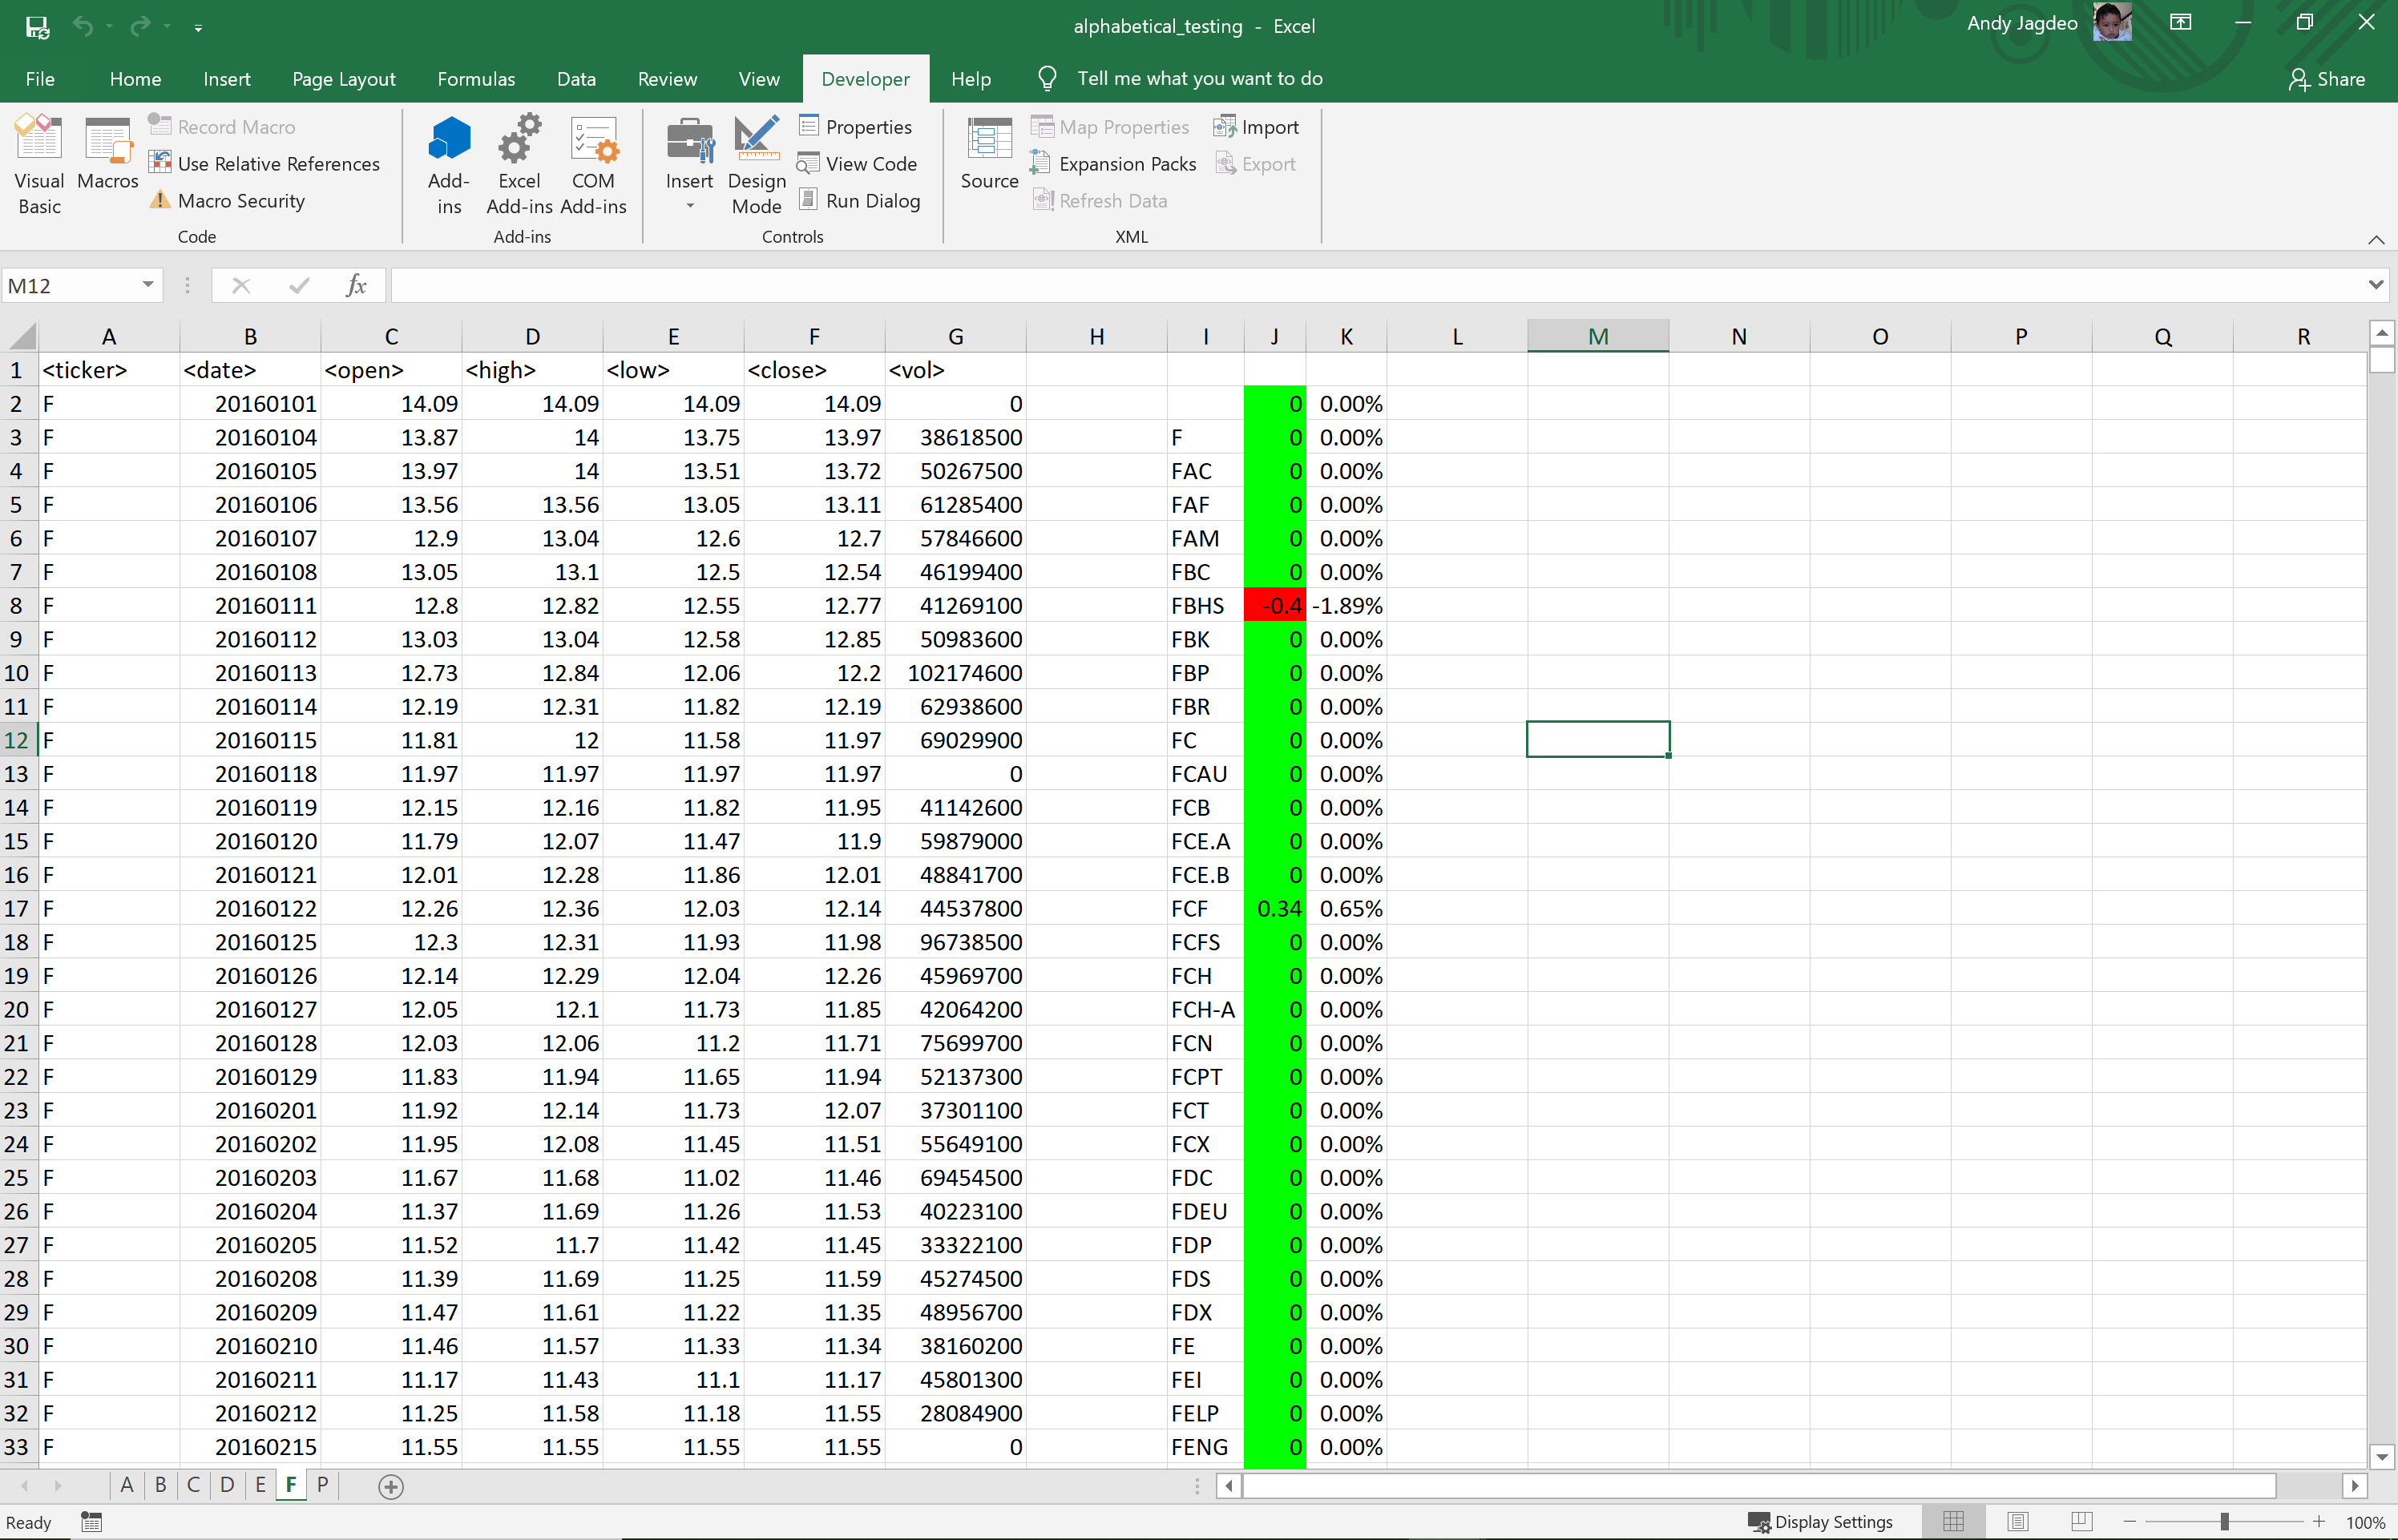 alphabetical_testing - Excel
Andy Jagdeo
File Home Insert Page Layout Formulas Data Review View Developer Help Tell me what you want to do Share
Visual Basic
Macros
Record Macro
Use Relative References
Macro Security
Code
Add-ins
Excel Add-ins
COM Add-ins
Add-ins
Insert
Design Mode
Properties
View Code
Run Dialog
Controls
Source
Map Properties
Expansion Packs
Refresh Data
Import
Export
XML
M12 fx
A B C D E F G H I J K L M N O P Q R
1 <ticker> <date> <open> <high> <low> <close> <vol>
2 F 20160101 14.09 14.09 14.09 14.09 0 0 0.00%
3 F 20160104 13.87 14 13.75 13.97 38618500 F 0 0.00%
4 F 20160105 13.97 14 13.51 13.72 50267500 FAC 0 0.00%
5 F 20160106 13.56 13.56 13.05 13.11 61285400 FAF 0 0.00%
6 F 20160107 12.9 13.04 12.6 12.7 57846600 FAM 0 0.00%
7 F 20160108 13.05 13.1 12.5 12.54 46199400 FBC 0 0.00%
8 F 20160111 12.8 12.82 12.55 12.77 41269100 FBHS -0.4 -1.89%
9 F 20160112 13.03 13.04 12.58 12.85 50983600 FBK 0 0.00%
10 F 20160113 12.73 12.84 12.06 12.2 102174600 FBP 0 0.00%
11 F 20160114 12.19 12.31 11.82 12.19 62938600 FBR 0 0.00%
12 F 20160115 11.81 12 11.58 11.97 69029900 FC 0 0.00%
13 F 20160118 11.97 11.97 11.97 11.97 0 FCAU 0 0.00%
14 F 20160119 12.15 12.16 11.82 11.95 41142600 FCB 0 0.00%
15 F 20160120 11.79 12.07 11.47 11.9 59879000 FCE.A 0 0.00%
16 F 20160121 12.01 12.28 11.86 12.01 48841700 FCE.B 0 0.00%
17 F 20160122 12.26 12.36 12.03 12.14 44537800 FCF 0.34 0.65%
18 F 20160125 12.3 12.31 11.93 11.98 96738500 FCFS 0 0.00%
19 F 20160126 12.14 12.29 12.04 12.26 45969700 FCH 0 0.00%
20 F 20160127 12.05 12.1 11.73 11.85 42064200 FCH-A 0 0.00%
21 F 20160128 12.03 12.06 11.2 11.71 75699700 FCN 0 0.00%
22 F 20160129 11.83 11.94 11.65 11.94 52137300 FCPT 0 0.00%
23 F 20160201 11.92 12.14 11.73 12.07 37301100 FCT 0 0.00%
24 F 20160202 11.95 12.08 11.45 11.51 55649100 FCX 0 0.00%
25 F 20160203 11.67 11.68 11.02 11.46 69454500 FDC 0 0.00%
26 F 20160204 11.37 11.69 11.26 11.53 40223100 FDEU 0 0.00%
27 F 20160205 11.52 11.7 11.42 11.45 33322100 FDP 0 0.00%
28 F 20160208 11.39 11.69 11.25 11.59 45274500 FDS 0 0.00%
29 F 20160209 11.47 11.61 11.22 11.35 48956700 FDX 0 0.00%
30 F 20160210 11.46 11.57 11.33 11.34 38160200 FE 0 0.00%
31 F 20160211 11.17 11.43 11.1 11.17 45801300 FEI 0 0.00%
32 F 20160212 11.25 11.58 11.18 11.55 28084900 FELP 0 0.00%
33 F 20160215 11.55 11.55 11.55 11.55 0 FENG 0 0.00%
A B C D E F P
Ready Display Settings 100%